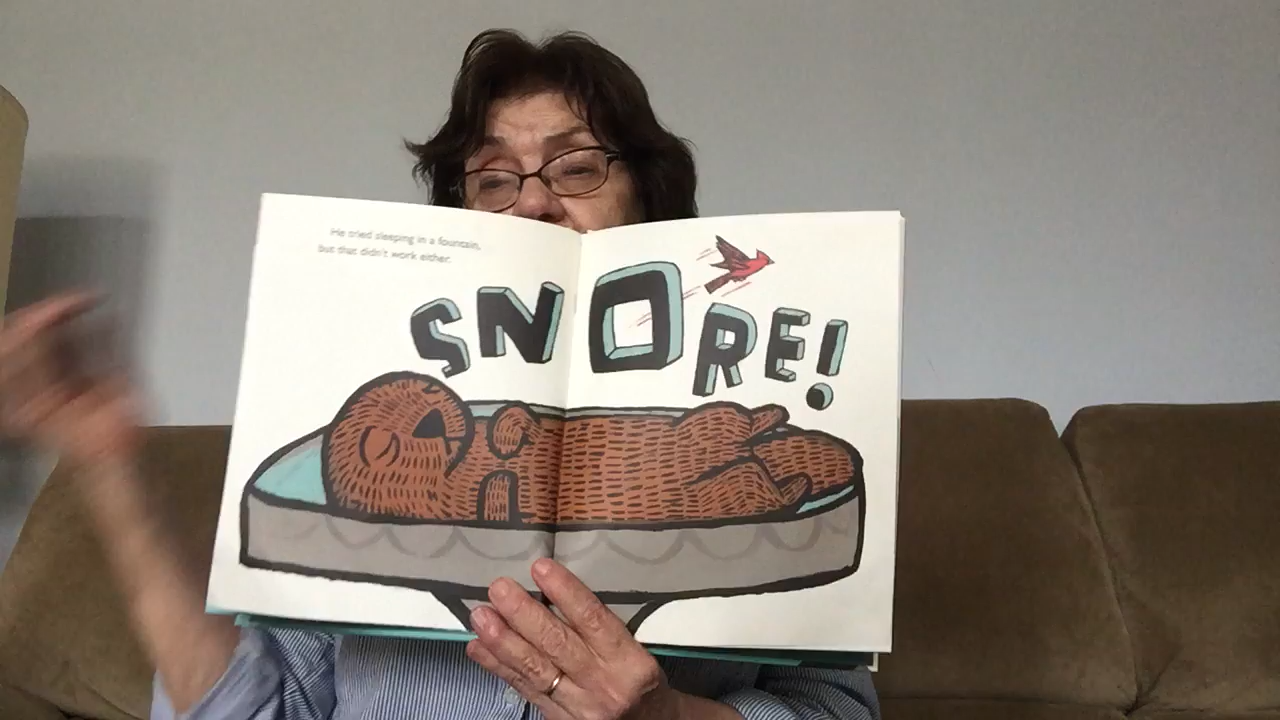 He tried sleeping in a fountain,
but that didn't work either.
SNORE!